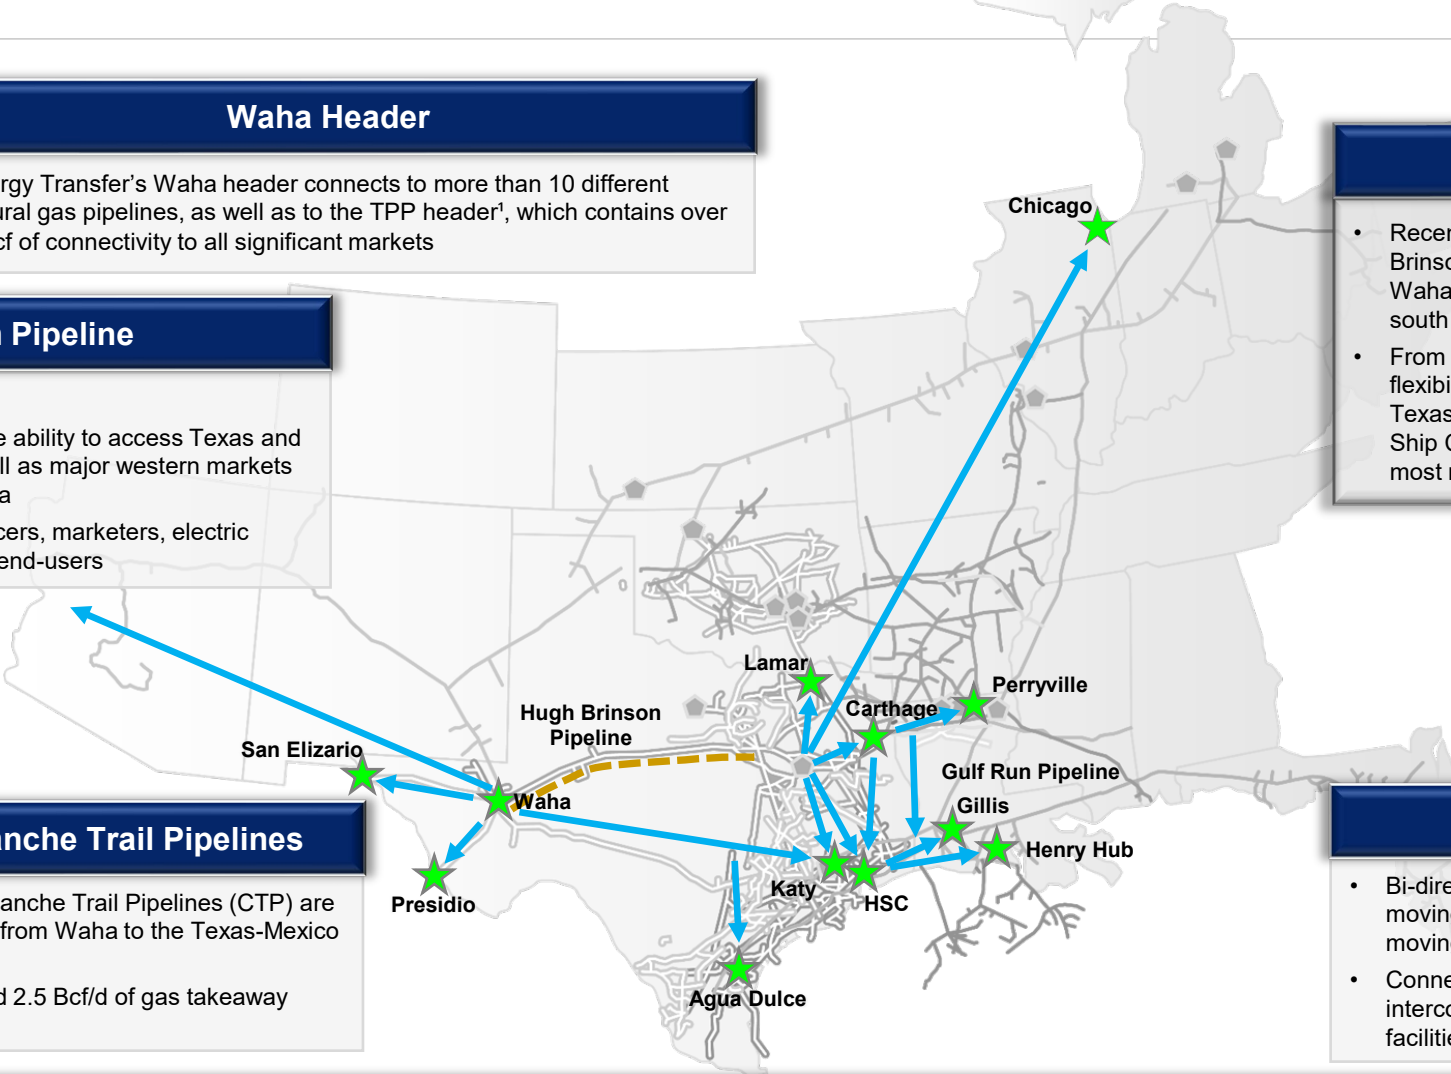 Waha Header
rgy Transfer's Waha header connects to more than 10 different
ural gas pipelines, as well as to the TPP header¹, which contains over
cf of connectivity to all significant markets
Pipeline
e ability to access Texas and
ll as major western markets
a
cers, marketers, electric
end-users
Chicago
• Recer
Brinso
Waha
south
• From
flexibi
Texas
Ship C
most r
Lamar
Perryville
Carthage
Hugh Brinson
Pipeline
San Elizario
Waha
Gulf Run Pipeline
Gillis
Henry Hub
Katy
HSC
Presidio
Agua Dulce
anche Trail Pipelines
anche Trail Pipelines (CTP) are
from Waha to the Texas-Mexico
d 2.5 Bcf/d of gas takeaway
• Bi-dire
moving
moving
• Conne
interco
facilitie